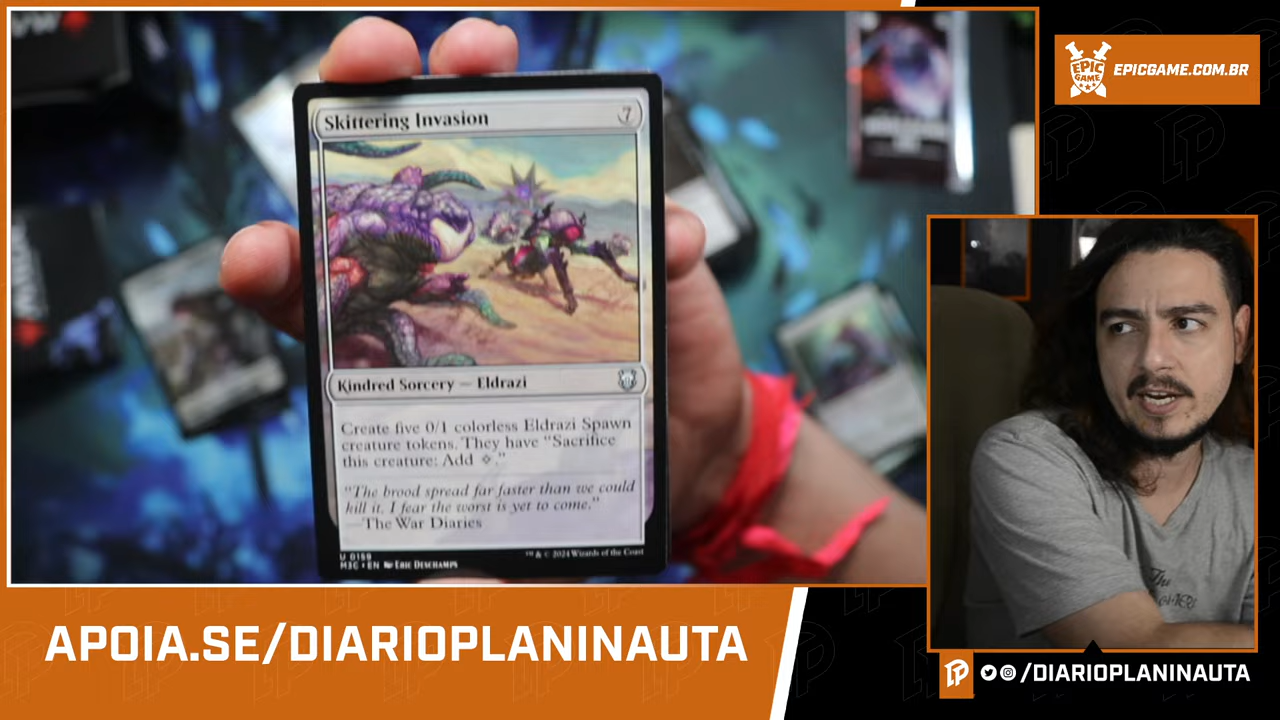 Skittering Invasion 7
Kindred Sorcery — Eldrazi
Create five 0/1 colorless Eldrazi Spawn
creature tokens. They have "Sacrifice
this creature: Add ◇."
"The brood spread far faster than we could
kill it. I fear the worst is yet to come."
—The War Diaries
U 0159
M3C • EN Eric Deschamps
™ & © 2024 Wizards of the Coast
EPIC
GAME
EPICGAME.COM.BR
The
APOIA.SE/DIARIOPLANINAUTA
/DIARIOPLANINAUTA